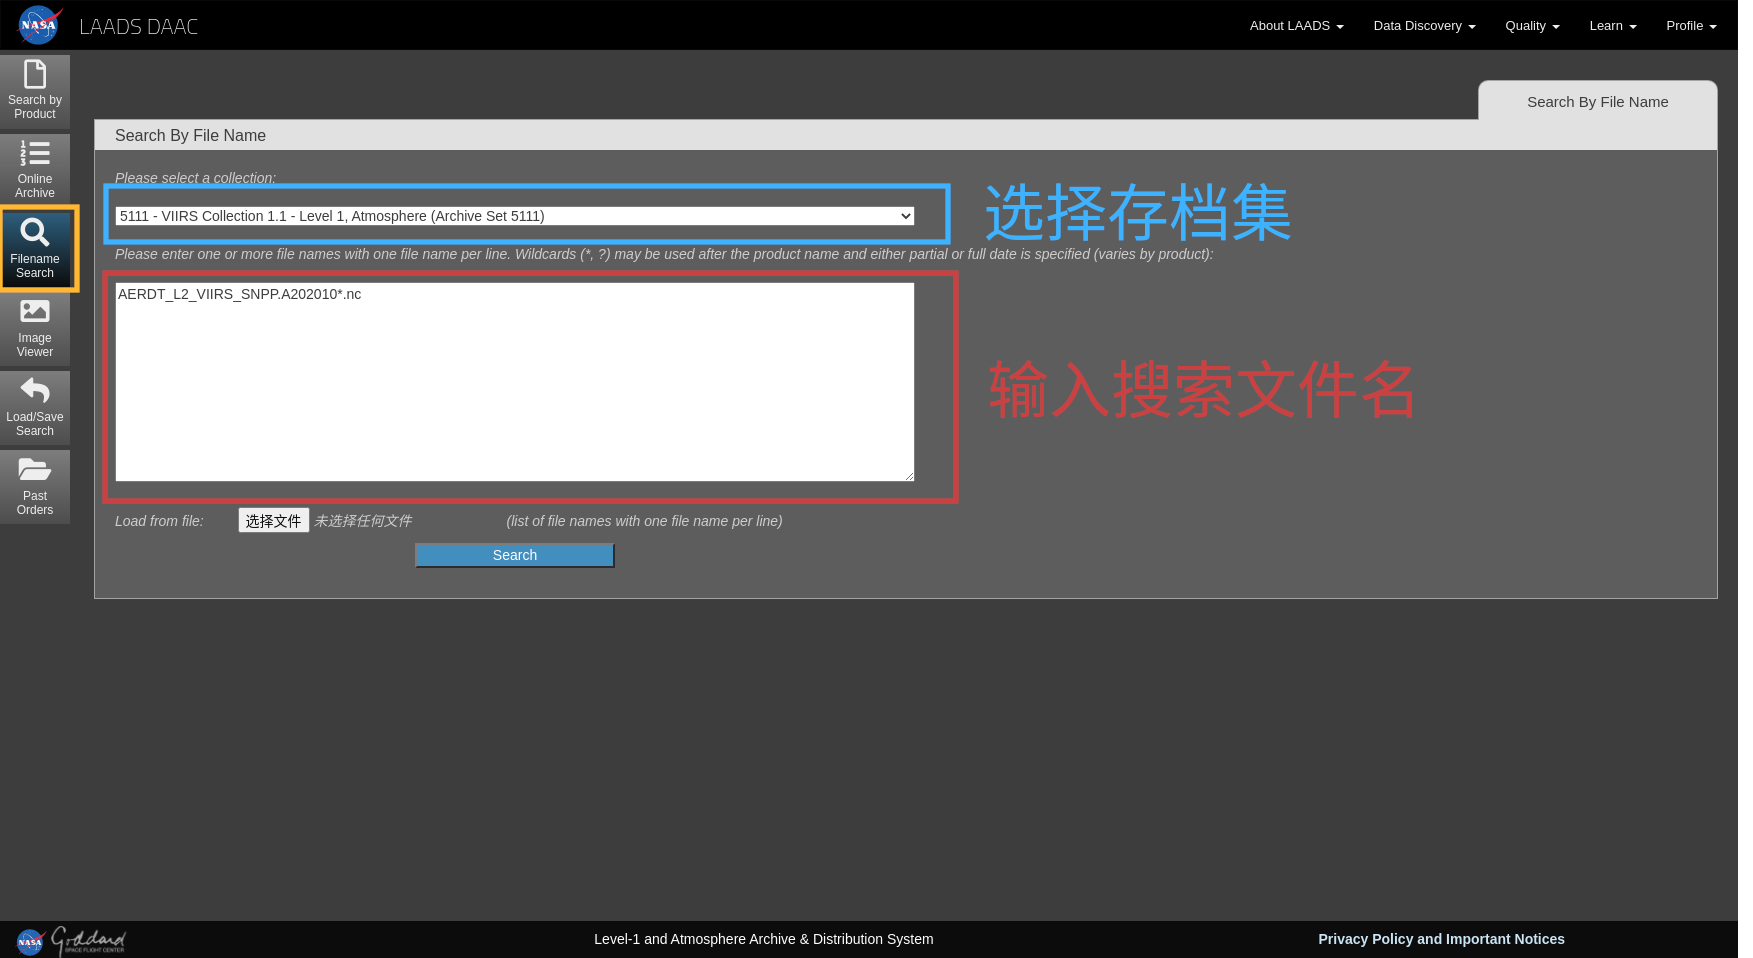 NASA
LAADS DAAC
About LAADS
Data Discovery
Quality
Learn
Profile
Search by
Product
Online
Archive
Filename
Search
Image
Viewer
Load/Save
Search
Past
Orders
Search By File Name
Search By File Name
Please select a collection:
5111 - VIIRS Collection 1.1 - Level 1, Atmosphere (Archive Set 5111)
选择存档集
Please enter one or more file names with one file name per line. Wildcards (*, ?) may be used after the product name and either partial or full date is specified (varies by product):
AERDT_L2_VIIRS_SNPP.A202010*.nc
输入搜索文件名
Load from file:
选择文件 未选择任何文件
(list of file names with one file name per line)
Search
NASA
Goddard
SPACE FLIGHT CENTER
Level-1 and Atmosphere Archive & Distribution System
Privacy Policy and Important Notices